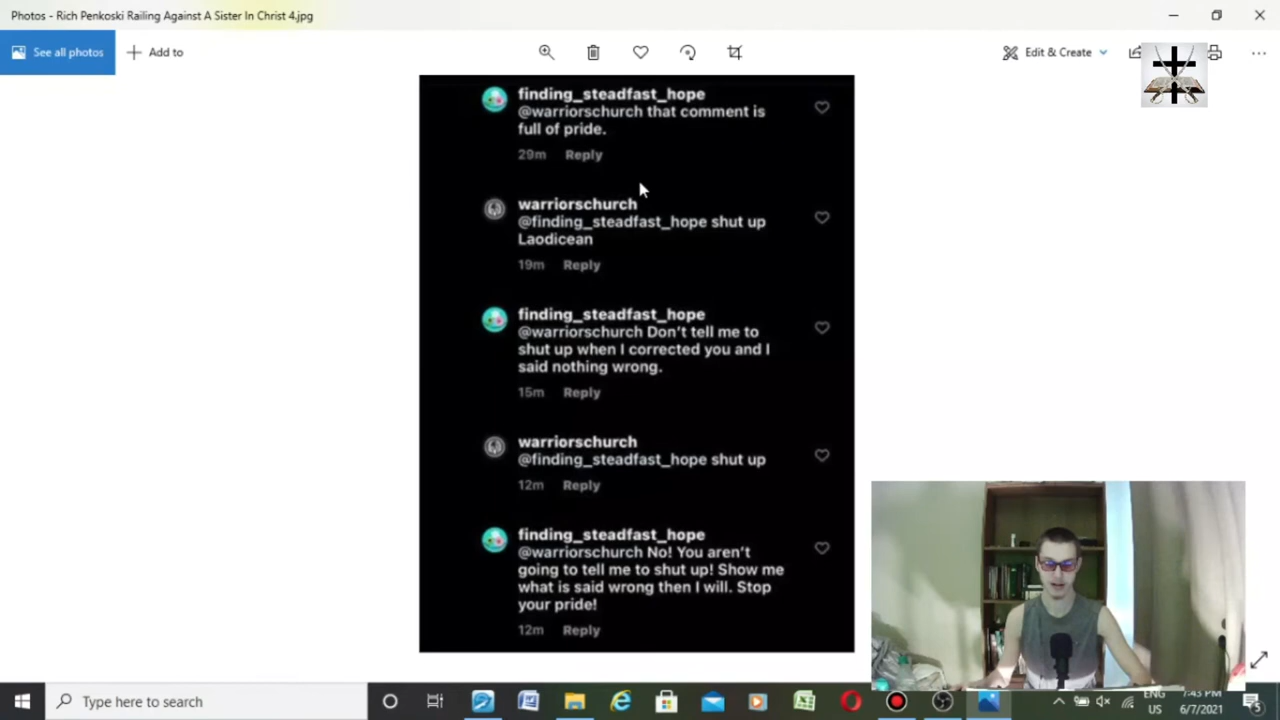 Photos - Rich Penkoski Railing Against A Sister In Christ 4.jpg
See all photos
Add to
Edit & Create
finding_steadfast_hope
@warriorschurch that comment is
full of pride.
29m Reply
warriorschurch
@finding_steadfast_hope shut up
Laodicean
19m Reply
finding_steadfast_hope
@warriorschurch Don't tell me to
shut up when I corrected you and I
said nothing wrong.
15m Reply
warriorschurch
@finding_steadfast_hope shut up
12m Reply
finding_steadfast_hope
@warriorschurch No! You aren't
going to tell me to shut up! Show me
what is said wrong then I will. Stop
your pride!
12m Reply
Type here to search
ENG
US
7:43 PM
6/7/2021
5